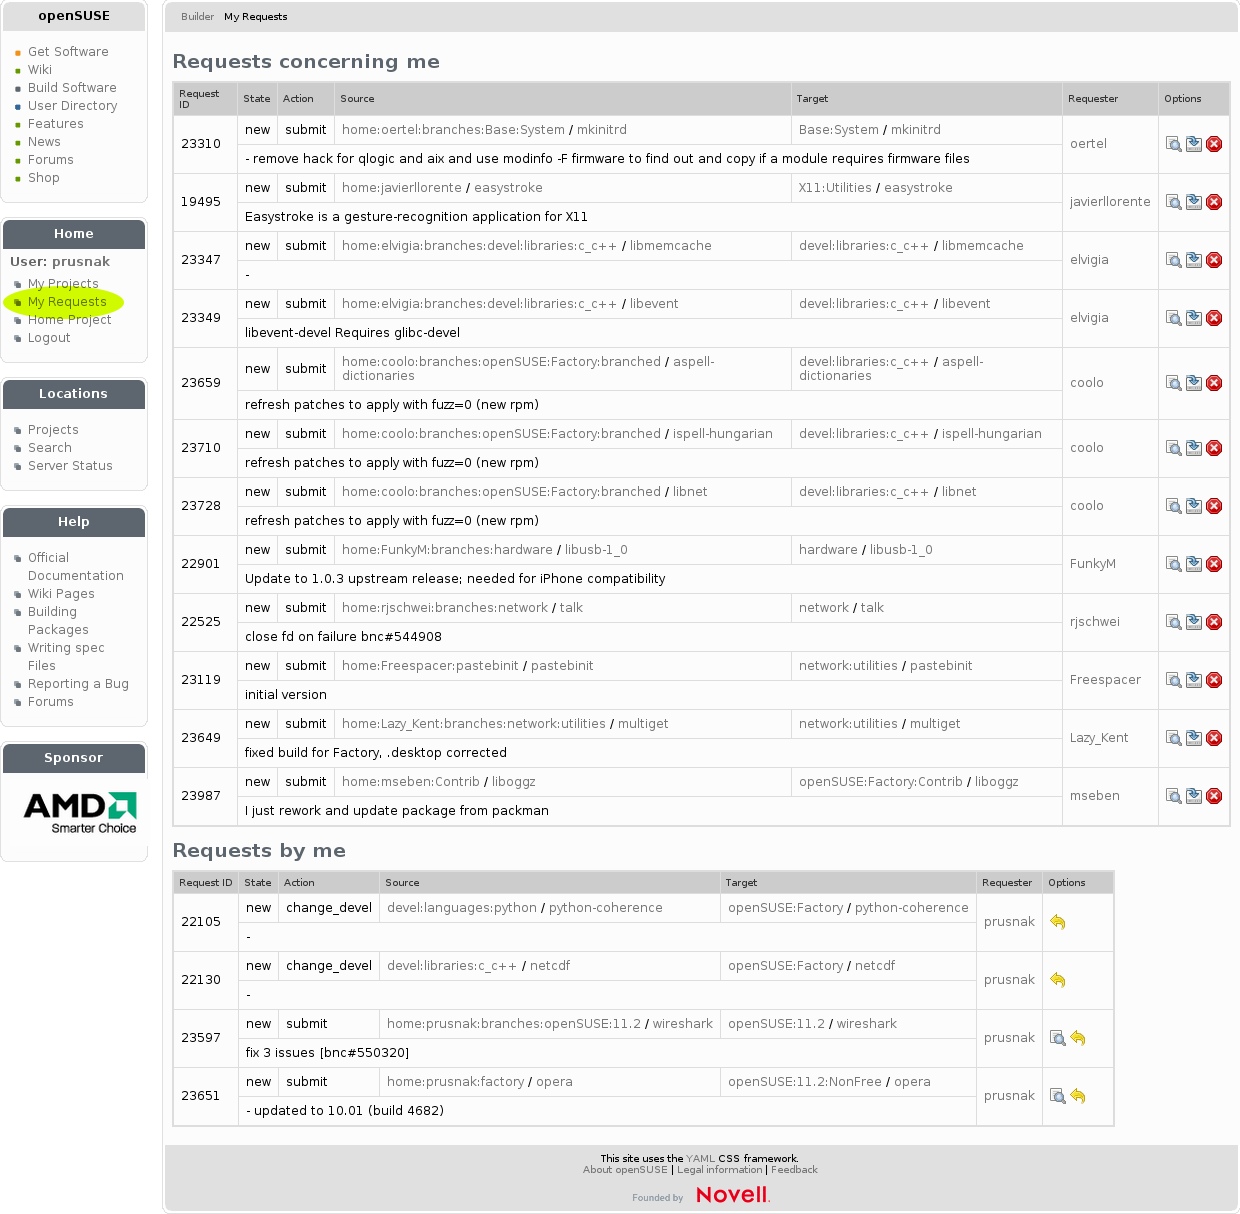 openSUSE
Get Software
Wiki
Build Software
User Directory
Features
News
Forums
Shop
Home
User: prusnak
My Projects
My Requests
Home Project
Logout
Locations
Projects
Search
Server Status
Help
Official
Documentation
Wiki Pages
Building
Packages
Writing spec
Files
Reporting a Bug
Forums
Sponsor
AMD
Smarter Choice
Builder My Requests
Requests concerning me
Request ID State Action Source Target Requester Options
23310 new submit home:oertel:branches:Base:System / mkinitrd Base:System / mkinitrd oertel
- remove hack for qlogic and aix and use modinfo -F firmware to find out and copy if a module requires firmware files
19495 new submit home:javierllorente / easystroke X11:Utilities / easystroke javierllorente
Easystroke is a gesture-recognition application for X11
23347 new submit home:elvigia:branches:devel:libraries:c_c++ / libmemcache devel:libraries:c_c++ / libmemcache elvigia
-
23349 new submit home:elvigia:branches:devel:libraries:c_c++ / libevent devel:libraries:c_c++ / libevent elvigia
libevent-devel Requires glibc-devel
23659 new submit home:coolo:branches:openSUSE:Factory:branched / aspell-dictionaries devel:libraries:c_c++ / aspell-dictionaries coolo
refresh patches to apply with fuzz=0 (new rpm)
23710 new submit home:coolo:branches:openSUSE:Factory:branched / ispell-hungarian devel:libraries:c_c++ / ispell-hungarian coolo
refresh patches to apply with fuzz=0 (new rpm)
23728 new submit home:coolo:branches:openSUSE:Factory:branched / libnet devel:libraries:c_c++ / libnet coolo
refresh patches to apply with fuzz=0 (new rpm)
22901 new submit home:FunkyM:branches:hardware / libusb-1_0 hardware / libusb-1_0 FunkyM
Update to 1.0.3 upstream release; needed for iPhone compatibility
22525 new submit home:rjschwei:branches:network / talk network / talk rjschwei
close fd on failure bnc#544908
23119 new submit home:Freespacer:pastebinit / pastebinit network:utilities / pastebinit Freespacer
initial version
23649 new submit home:Lazy_Kent:branches:network:utilities / multiget network:utilities / multiget Lazy_Kent
fixed build for Factory, .desktop corrected
23987 new submit home:mseben:Contrib / liboggz openSUSE:Factory:Contrib / liboggz mseben
I just rework and update package from packman
Requests by me
Request ID State Action Source Target Requester Options
22105 new change_devel devel:languages:python / python-coherence openSUSE:Factory / python-coherence prusnak
-
22130 new change_devel devel:libraries:c_c++ / netcdf openSUSE:Factory / netcdf prusnak
-
23597 new submit home:prusnak:branches:openSUSE:11.2 / wireshark openSUSE:11.2 / wireshark prusnak
fix 3 issues [bnc#550320]
23651 new submit home:prusnak:factory / opera openSUSE:11.2:NonFree / opera prusnak
- updated to 10.01 (build 4682)
This site uses the YAML CSS framework.
About openSUSE | Legal information | Feedback
Founded by Novell.